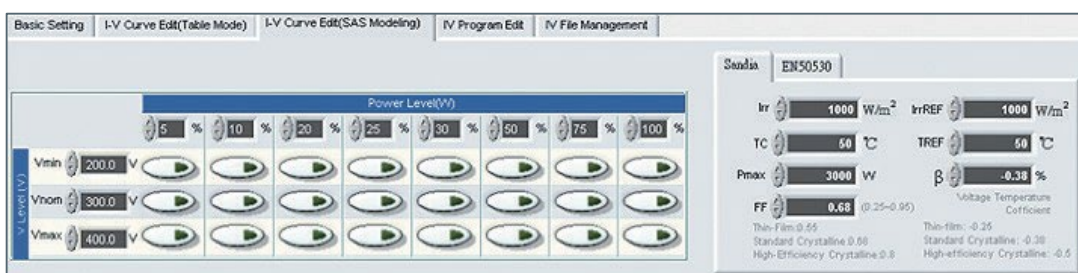 Basic Setting I-V Curve Edit(Table Mode) I-V Curve Edit(SAS Modeling) IV Program Edit IV File Management
Sandia EN50530
Power Level(W)
5 % 10 % 20 % 25 % 30 % 50 % 75 % 100 %
V Level (V)
Vmin 200.0 V
Vnom 300.0 V
Vmax 400.0 V
Irr 1000 W/m² IrrREF 1000 W/m²
TC 50 °C TREF 50 °C
Pmax 3000 W β -0.38 %
Voltage Temperature
Cofficient
FF 0.68 (0.25~0.95)
Thin-Film:0.55 Thin-film: -0.25
Standard Crystalline:0.68 Standard Crystalline: -0.38
High-Efficiency Crystalline:0.8 High-efficiency Crystalline: -0.5